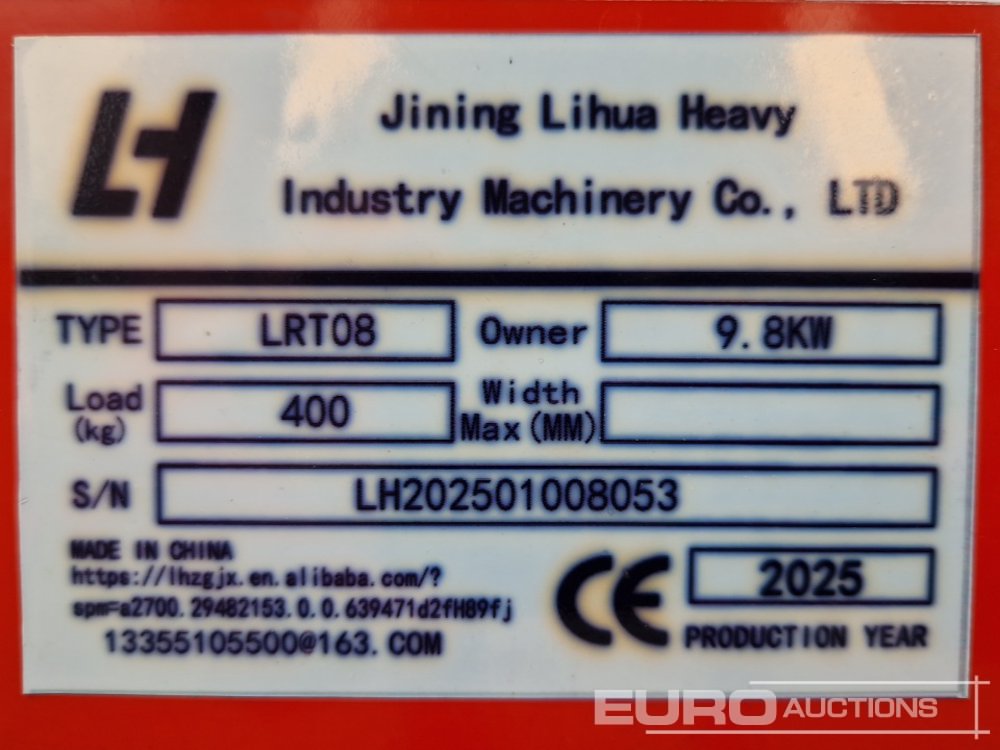 LH
Jining Lihua Heavy
Industry Machinery Co., LTD
TYPE LRT08 Owner 9.8KW
Load (kg) 400 Width Max(MM)
S/N LH202501008053
MADE IN CHINA
https://lhzgjx.en.alibaba.com/?
spm=a2700.29482153.0.0.639471d2fH89fj
13355105500@163.COM
CE 2025
PRODUCTION YEAR
EURO AUCTIONS